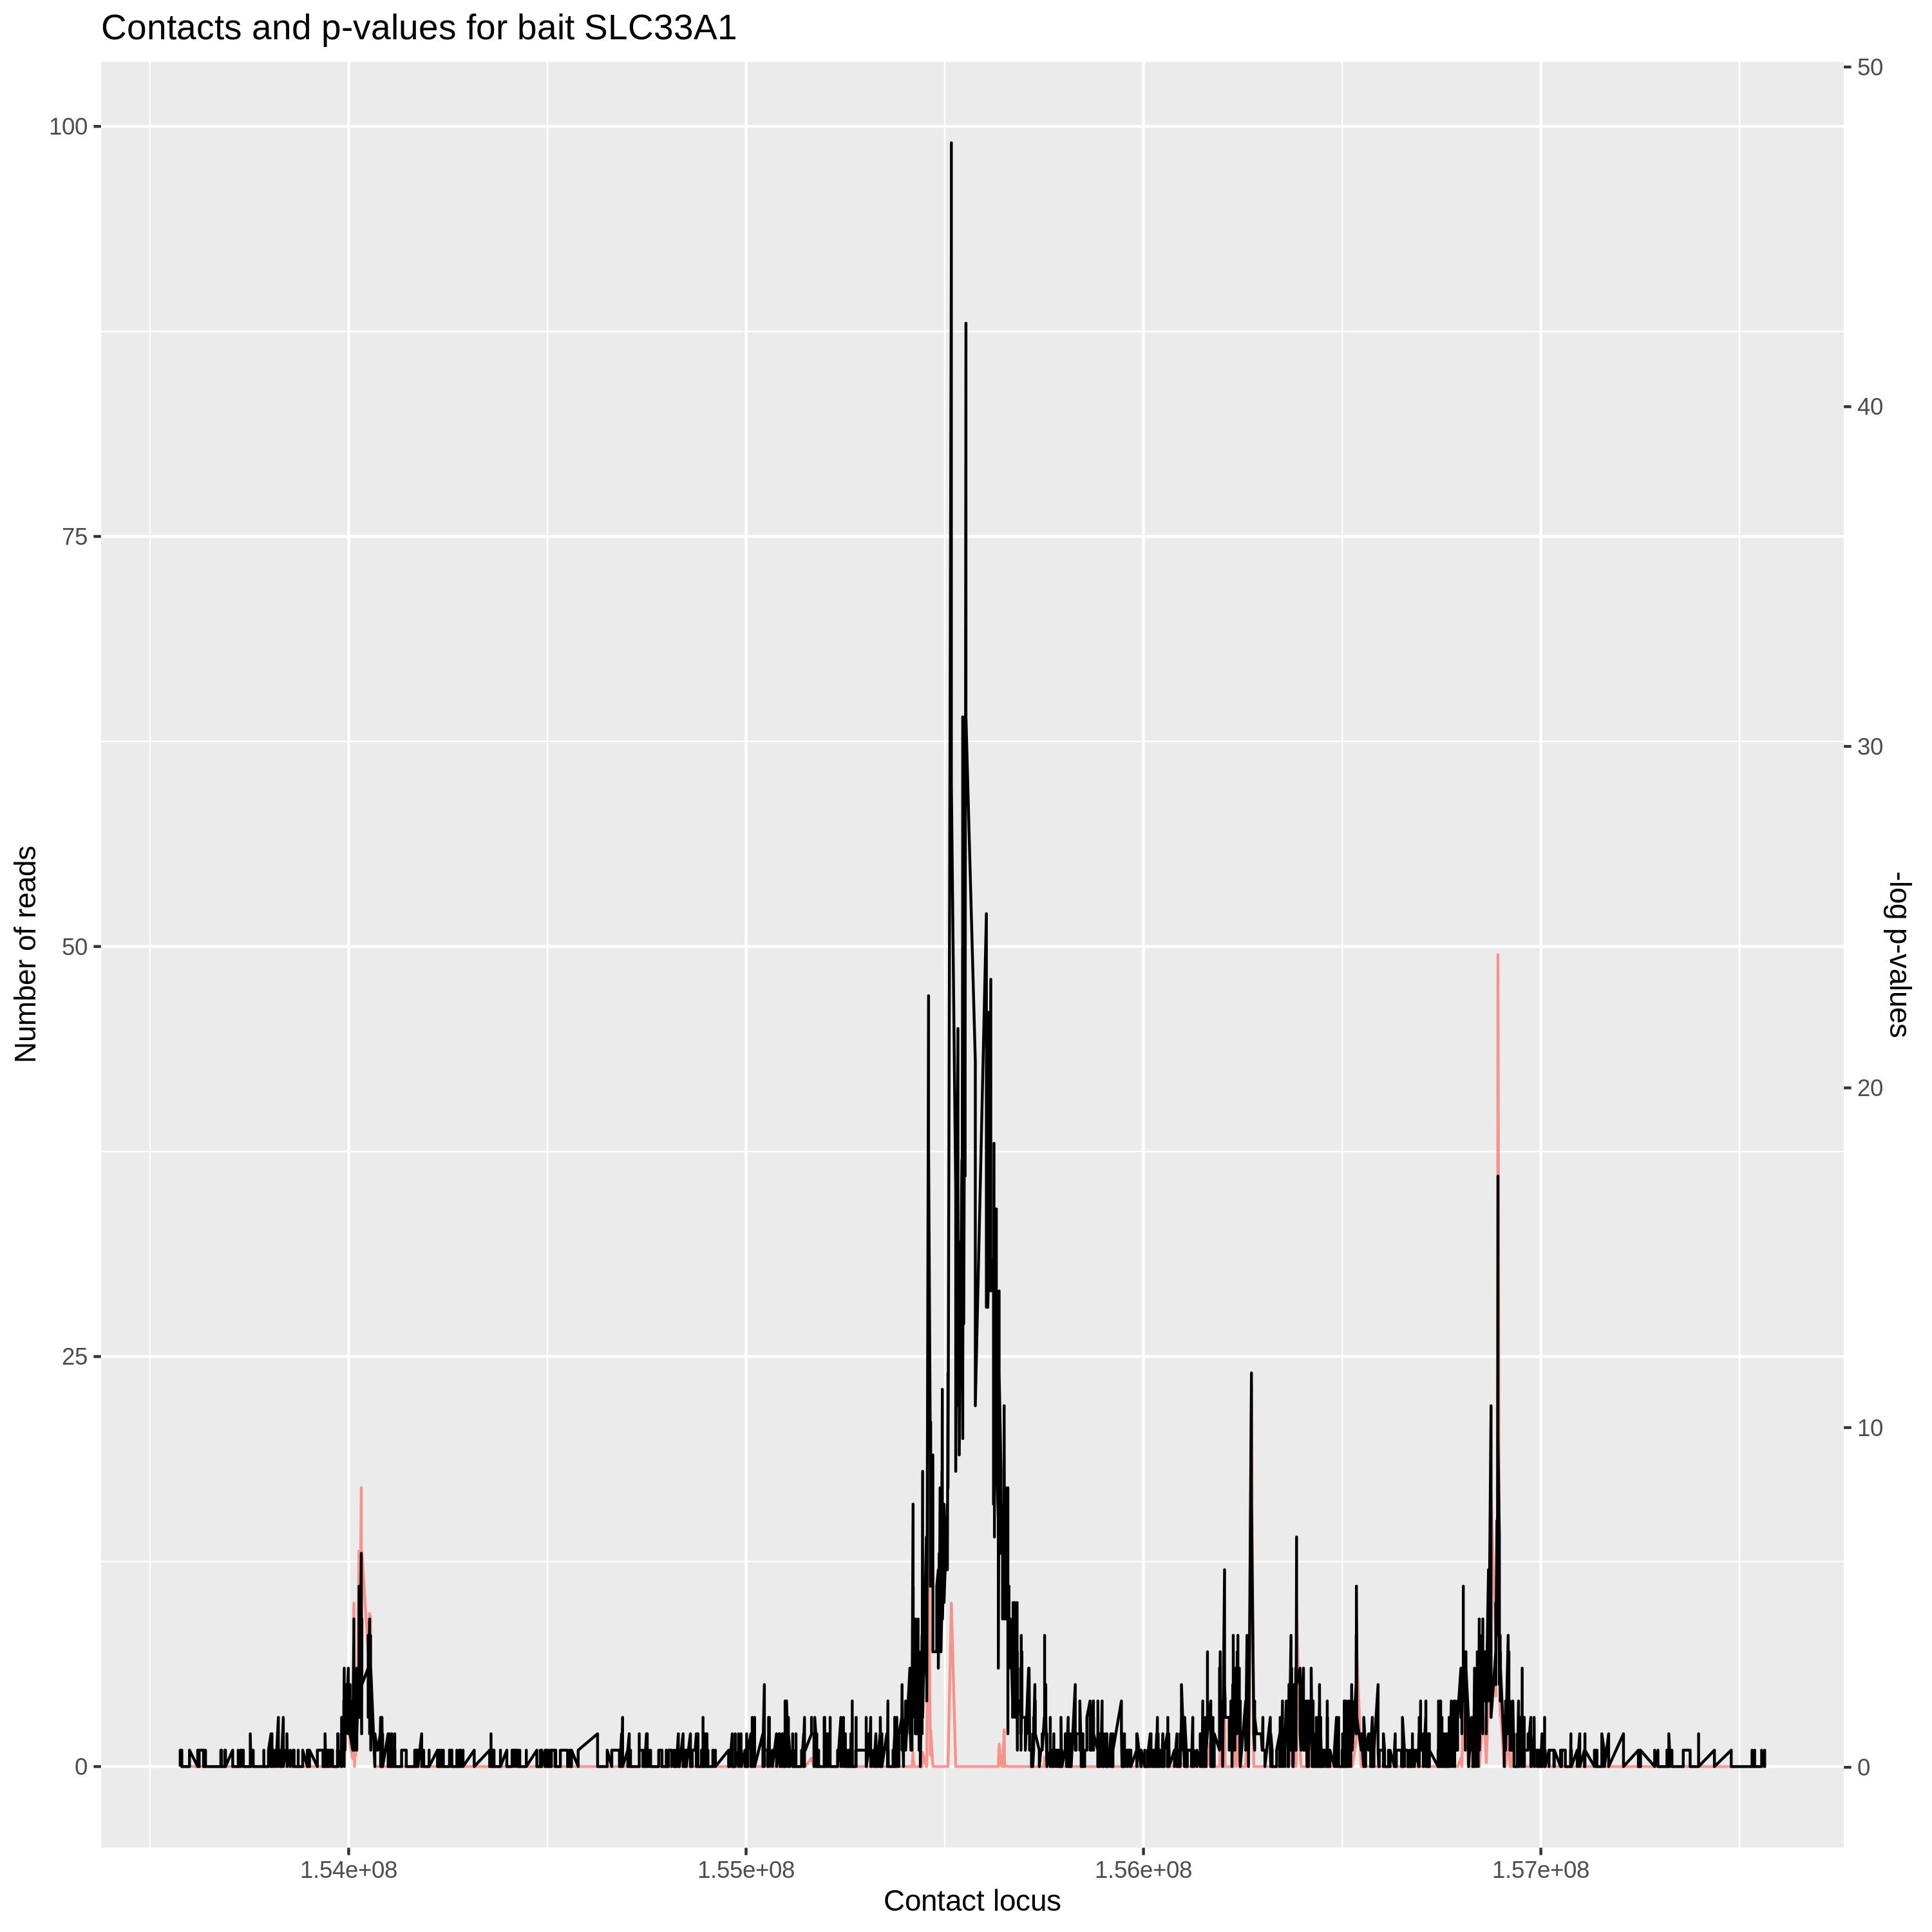 Contacts and p-values for bait SLC33A1
100
75
50
25
0
Number of reads
50
40
30
20
10
0
-log p-values
1.54e+08
1.55e+08
1.56e+08
1.57e+08
Contact locus